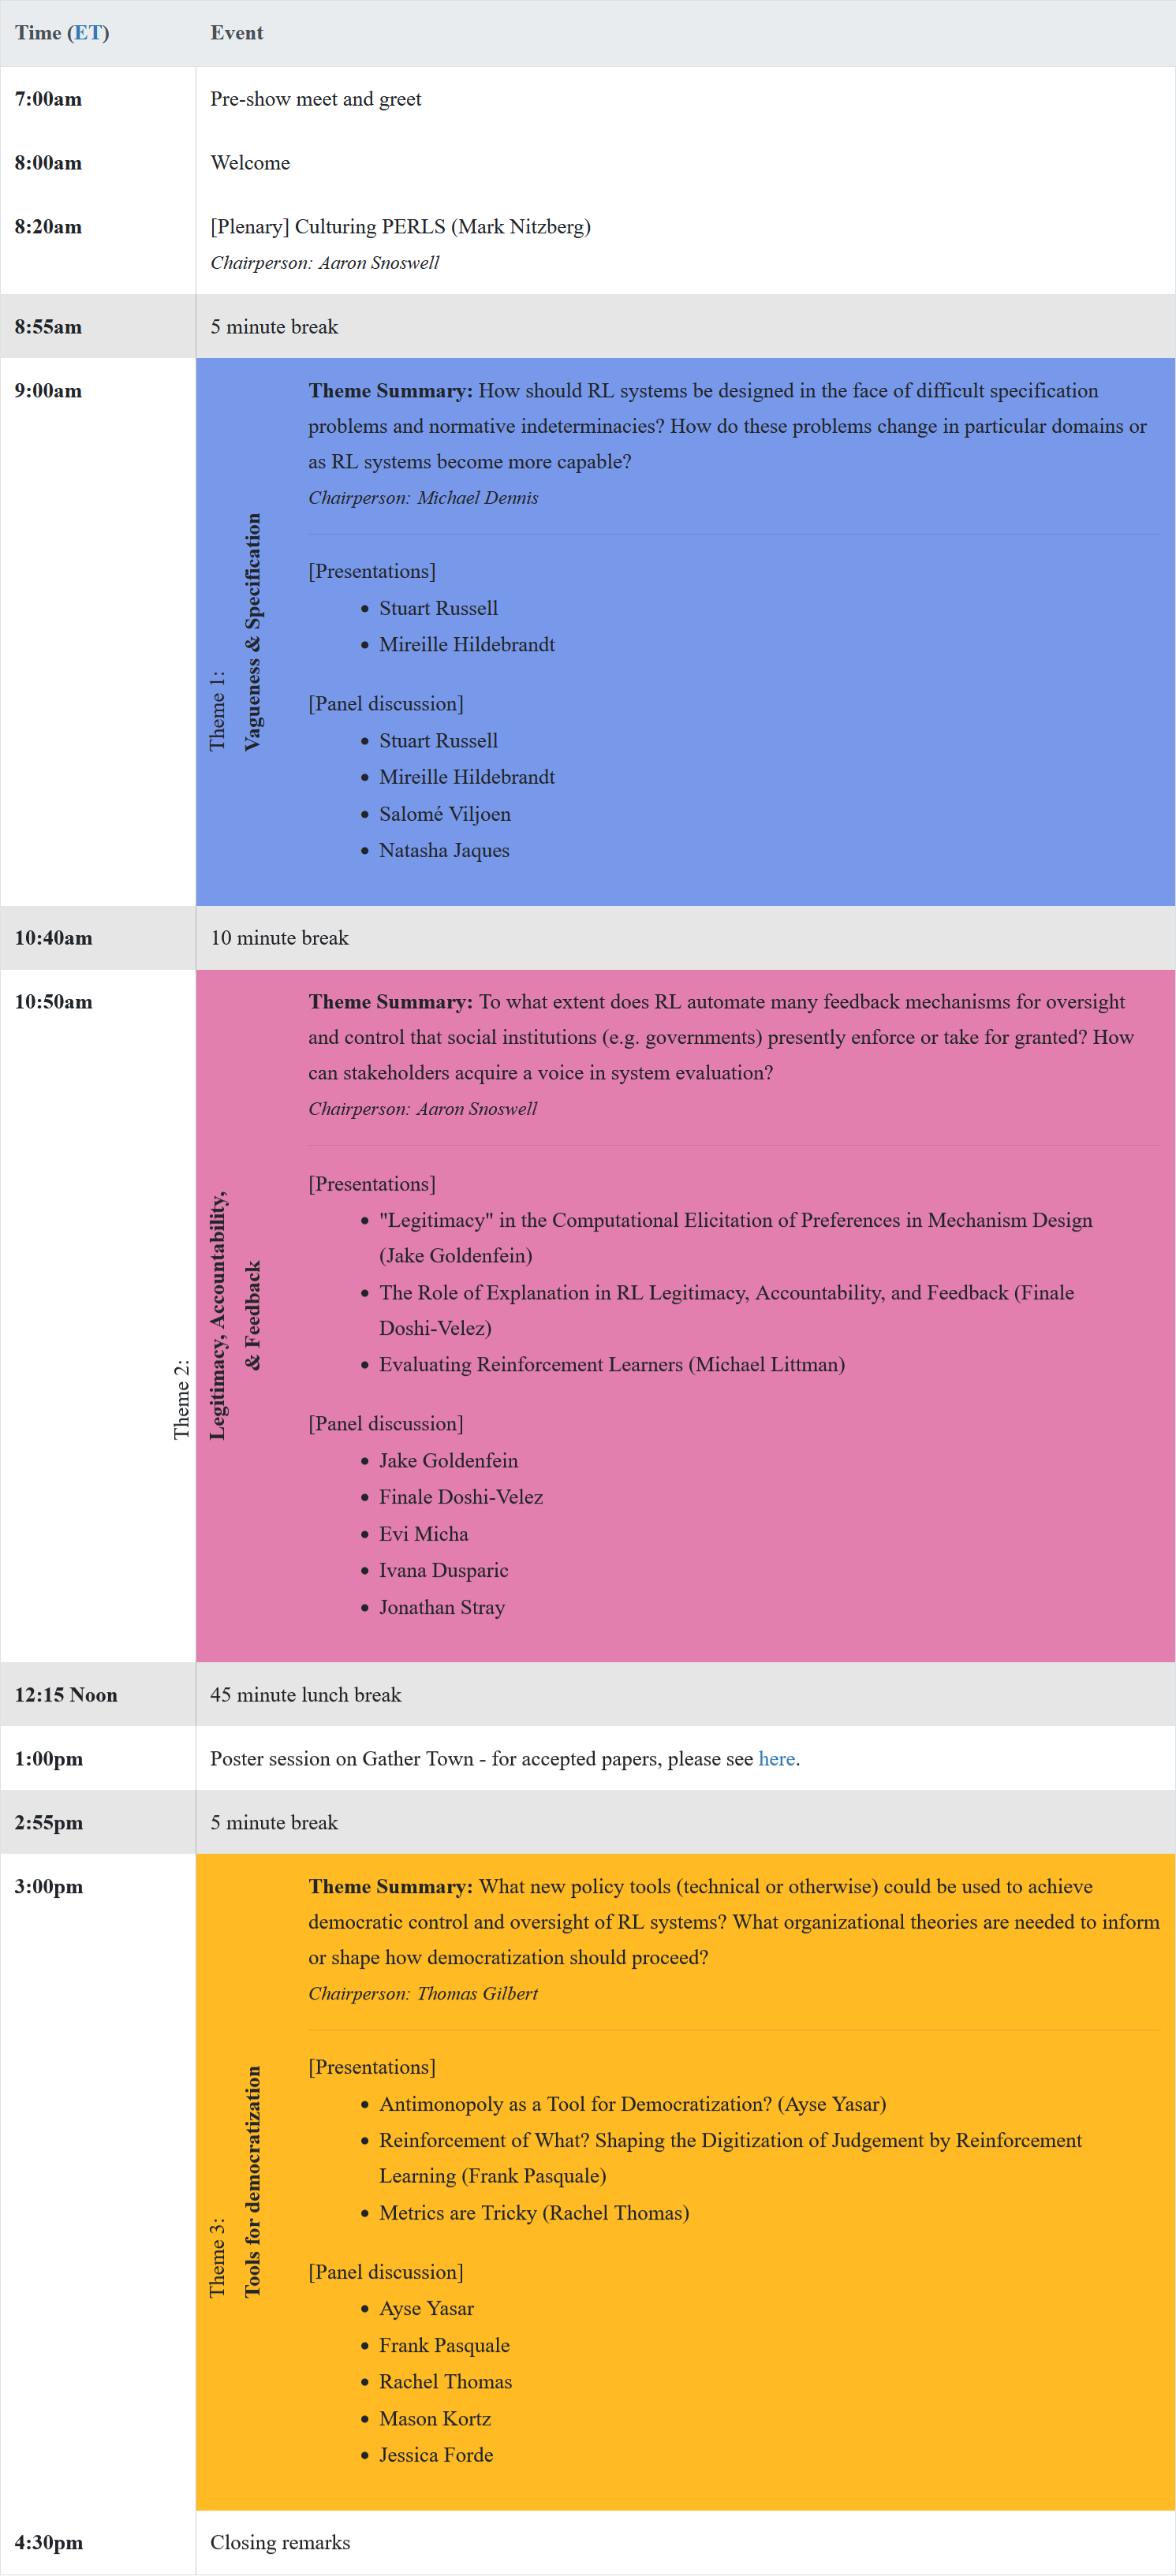 Time (ET)
Event
7:00am
Pre-show meet and greet
8:00am
Welcome
8:20am
[Plenary] Culturing PERLS (Mark Nitzberg)
Chairperson: Aaron Snoswell
8:55am
5 minute break
9:00am
Theme 1:
Vagueness & Specification
Theme Summary: How should RL systems be designed in the face of difficult specification
problems and normative indeterminacies? How do these problems change in particular domains or
as RL systems become more capable?
Chairperson: Michael Dennis
[Presentations]
• Stuart Russell
• Mireille Hildebrandt
[Panel discussion]
• Stuart Russell
• Mireille Hildebrandt
• Salomé Viljoen
• Natasha Jaques
10:40am
10 minute break
10:50am
Theme 2:
Legitimacy, Accountability,
& Feedback
Theme Summary: To what extent does RL automate many feedback mechanisms for oversight
and control that social institutions (e.g. governments) presently enforce or take for granted? How
can stakeholders acquire a voice in system evaluation?
Chairperson: Aaron Snoswell
[Presentations]
• "Legitimacy" in the Computational Elicitation of Preferences in Mechanism Design
(Jake Goldenfein)
• The Role of Explanation in RL Legitimacy, Accountability, and Feedback (Finale
Doshi-Velez)
• Evaluating Reinforcement Learners (Michael Littman)
[Panel discussion]
• Jake Goldenfein
• Finale Doshi-Velez
• Evi Micha
• Ivana Dusparic
• Jonathan Stray
12:15 Noon
45 minute lunch break
1:00pm
Poster session on Gather Town - for accepted papers, please see here.
2:55pm
5 minute break
3:00pm
Theme 3:
Tools for democratization
Theme Summary: What new policy tools (technical or otherwise) could be used to achieve
democratic control and oversight of RL systems? What organizational theories are needed to inform
or shape how democratization should proceed?
Chairperson: Thomas Gilbert
[Presentations]
• Antimonopoly as a Tool for Democratization? (Ayse Yasar)
• Reinforcement of What? Shaping the Digitization of Judgement by Reinforcement
Learning (Frank Pasquale)
• Metrics are Tricky (Rachel Thomas)
[Panel discussion]
• Ayse Yasar
• Frank Pasquale
• Rachel Thomas
• Mason Kortz
• Jessica Forde
4:30pm
Closing remarks